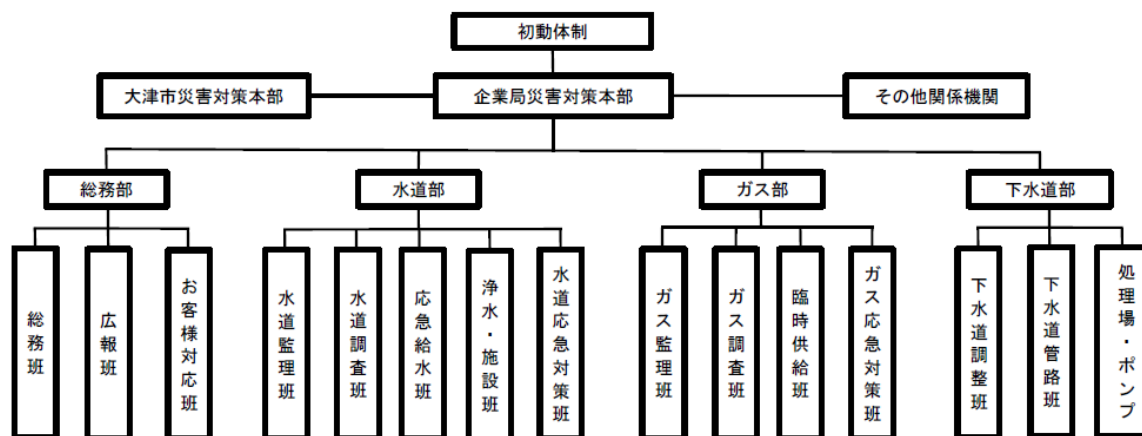 初動体制
大津市災害対策本部
企業局災害対策本部
その他関係機関
総務部
水道部
ガス部
下水道部
総務班
広報班
お客様対応班
水道監理班
水道調査班
応急給水班
浄水・施設班
水道応急対策班
ガス監理班
ガス調査班
臨時供給班
ガス応急対策班
下水道調整班
下水道管路班
処理場・ポンプ